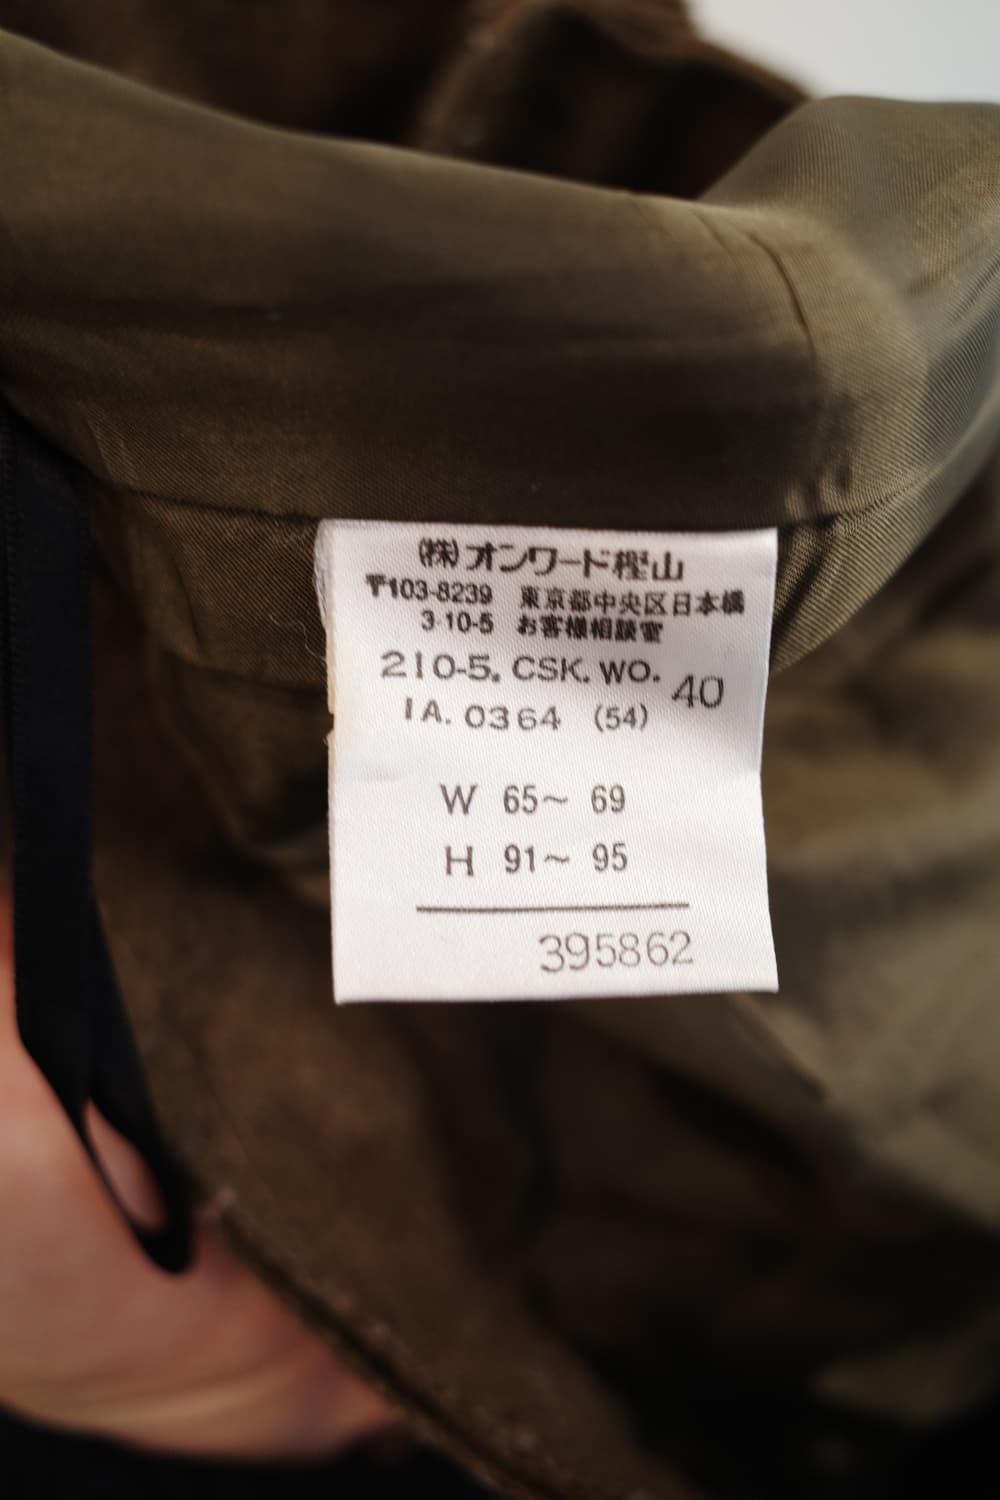 (株)オンワード樫山
〒103-8239 東京都中央区日本橋
3-10-5 お客様相談室
210-5. CSK. WO. 40
IA. 0364 (54)
W 65~ 69
H 91~ 95
395862